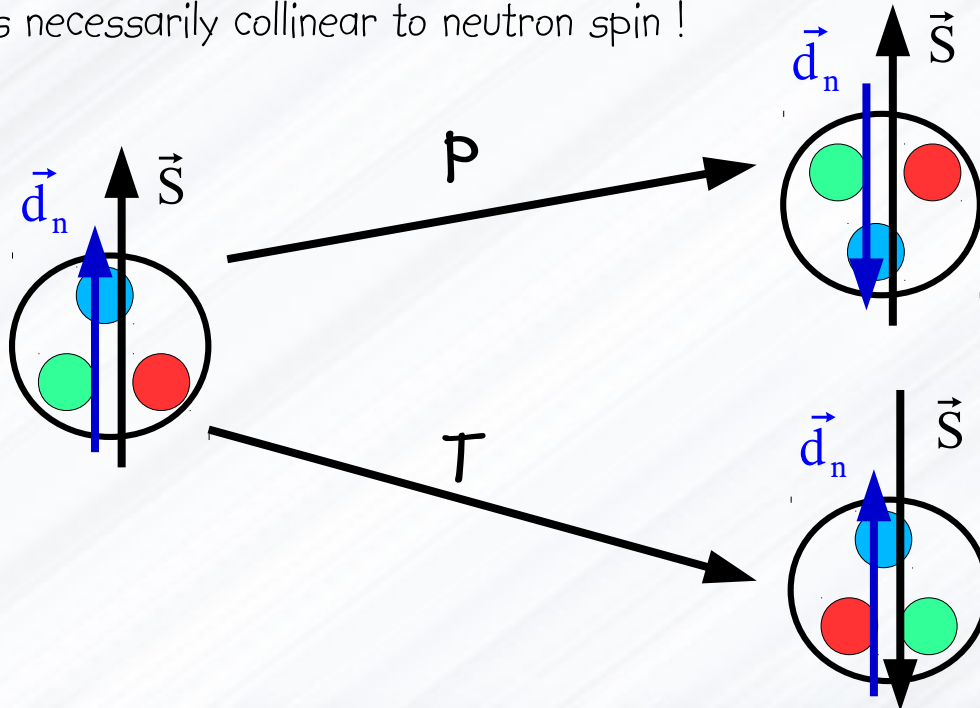 s necessarily collinear to neutron spin !
d⃗n S⃗
P
d⃗n S⃗
T
d⃗n S⃗